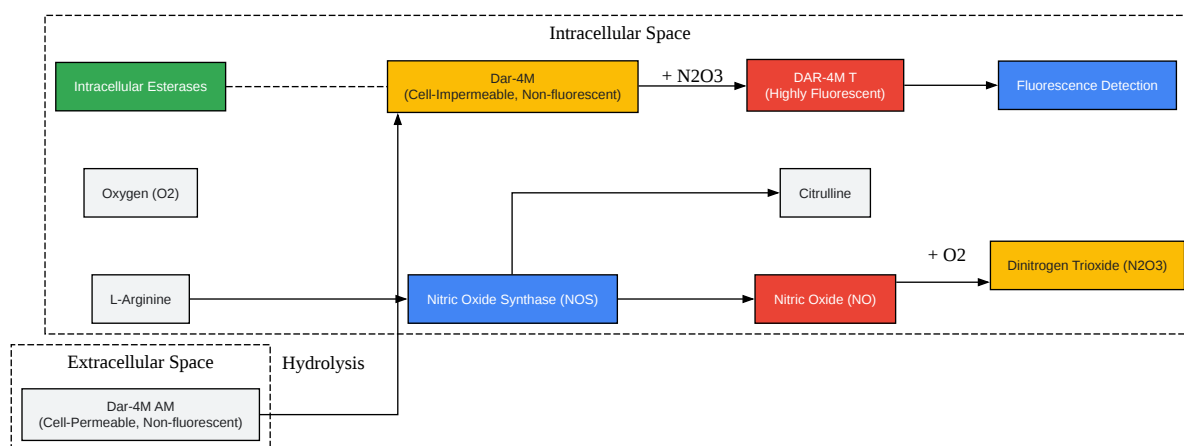 Intracellular Space
Intracellular Esterases
Dar-4M
(Cell-Impermeable, Non-fluorescent)
+ N2O3
DAR-4M T
(Highly Fluorescent)
Fluorescence Detection
Oxygen (O2)
Citrulline
+ O2
Dinitrogen Trioxide (N2O3)
L-Arginine
Nitric Oxide Synthase (NOS)
Nitric Oxide (NO)
Extracellular Space
Hydrolysis
Dar-4M AM
(Cell-Permeable, Non-fluorescent)